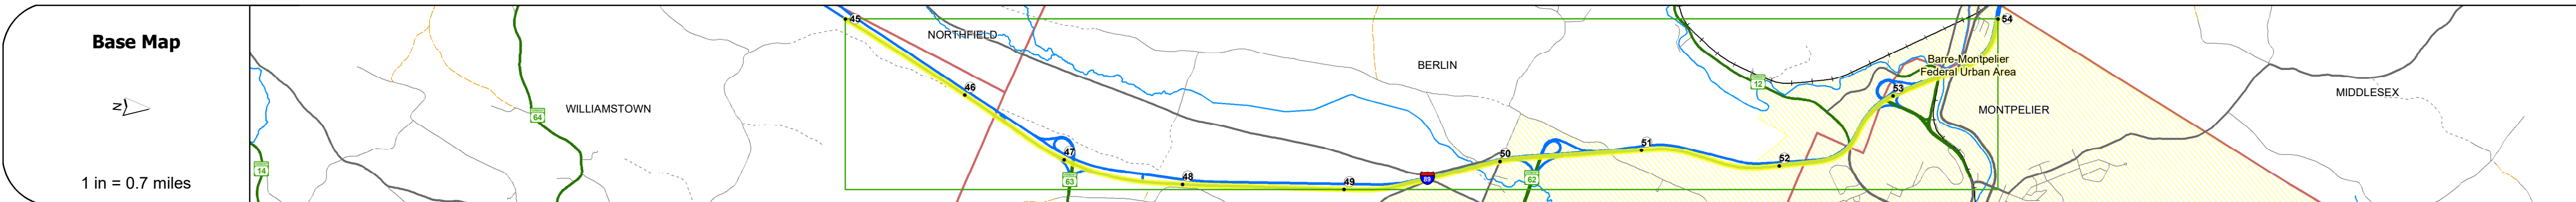 Base Map
N
1 in = 0.7 miles
14
64
WILLIAMSTOWN
45
NORTHFIELD
46
47
63
48
49
BERLIN
89
50
62
51
12
52
53
54
Barre-Montpelier
Federal Urban Area
MONTPELIER
MIDDLESEX